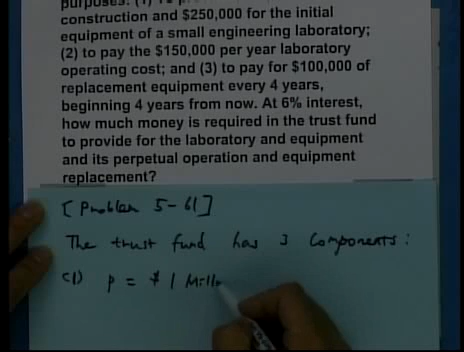 purposes: (1) To p
construction and $250,000 for the initial
equipment of a small engineering laboratory;
(2) to pay the $150,000 per year laboratory
operating cost; and (3) to pay for $100,000 of
replacement equipment every 4 years,
beginning 4 years from now. At 6% interest,
how much money is required in the trust fund
to provide for the laboratory and equipment
and its perpetual operation and equipment
replacement?
[Problem 5-61]
The trust fund has 3 Components:
(1) P = $ 1 Millo